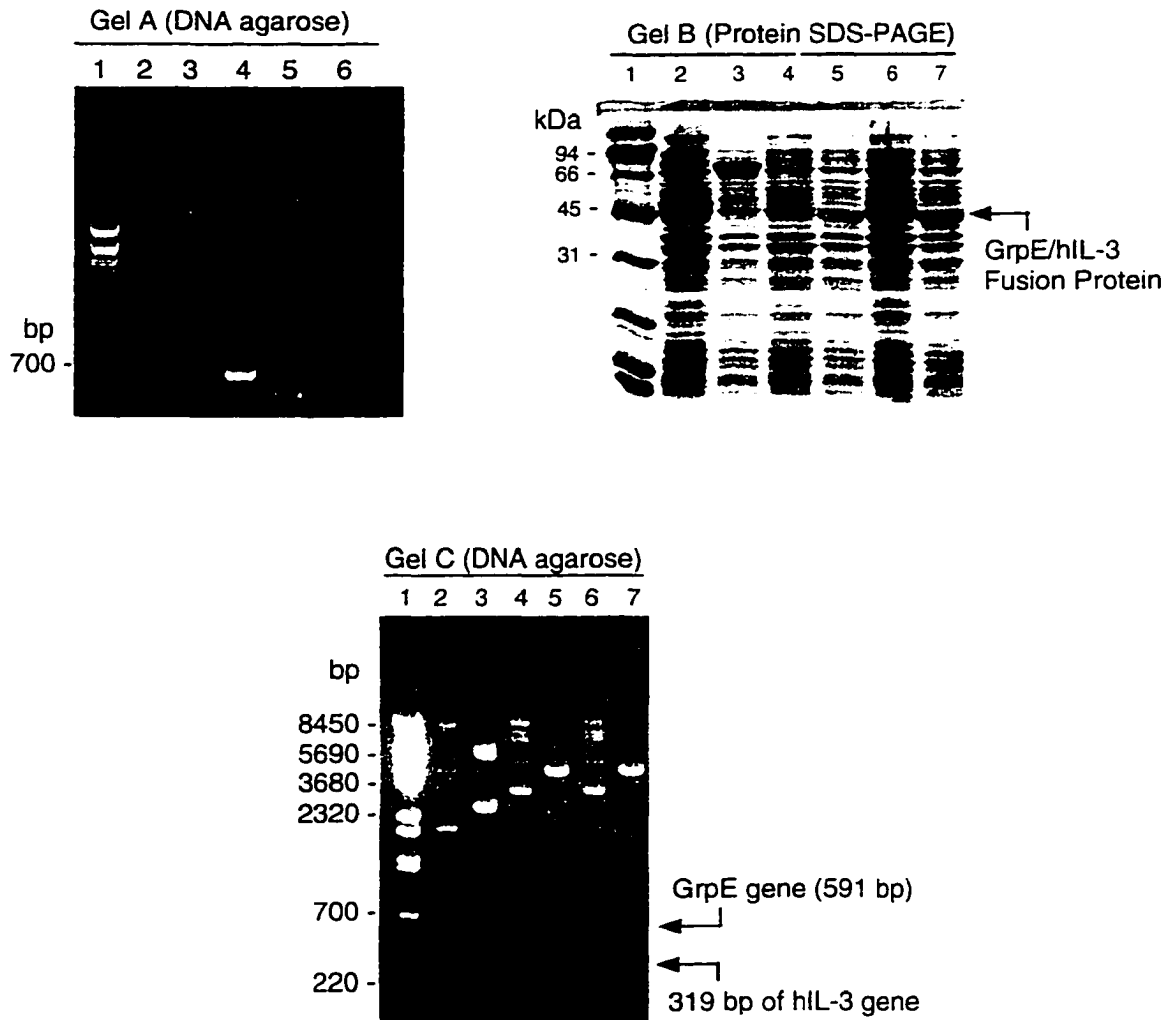 Gel A (DNA agarose)
1 2 3 4 5 6
bp
700 -
Gel B (Protein SDS-PAGE)
1 2 3 4 5 6 7
kDa
94 -
66 -
45 -
31 -
GrpE/hIL-3
Fusion Protein
Gel C (DNA agarose)
1 2 3 4 5 6 7
bp
8450 -
5690 -
3680 -
2320 -
700 -
220 -
GrpE gene (591 bp)
319 bp of hIL-3 gene